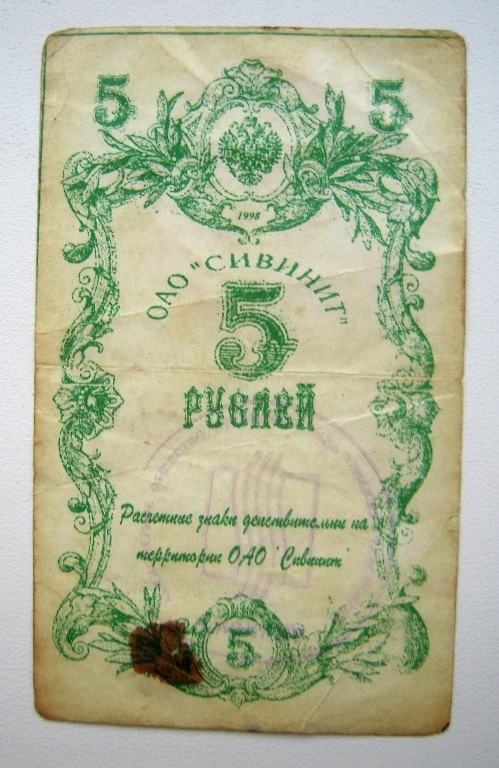 5 5
1998
ОАО "СИВИНИТ"
5
РУБЛЕЙ
Расчетные знаки действительны на
территории ОАО "Сивинит"
5